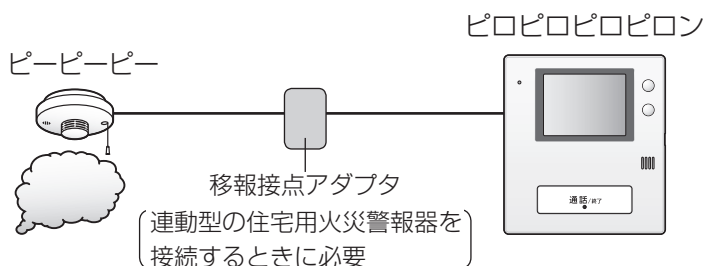 ピロピロピロピロン
ピーピーピー
移報接点アダプタ
連動型の住宅用火災警報器を
接続するときに必要
通話/終了